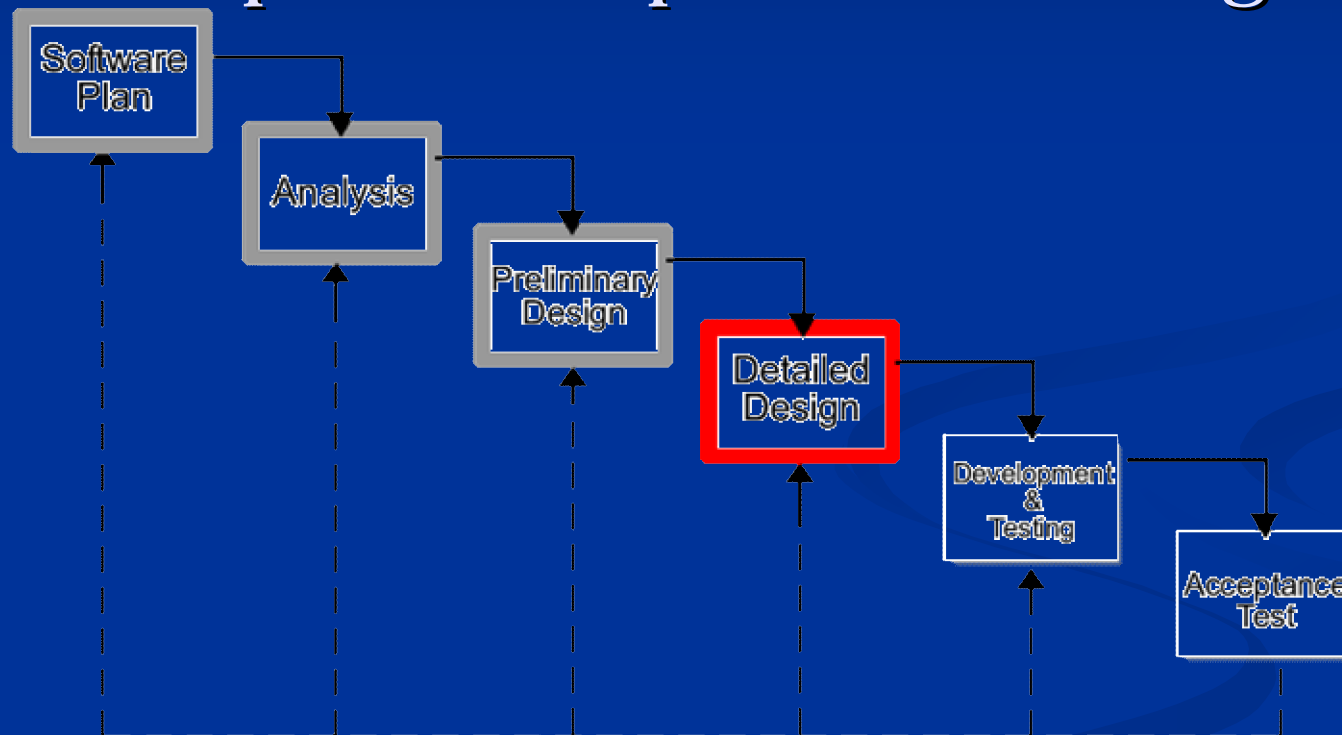 Software
Plan
Analysis
Preliminary
Design
Detailed
Design
Development
&
Testing
Acceptance
Test